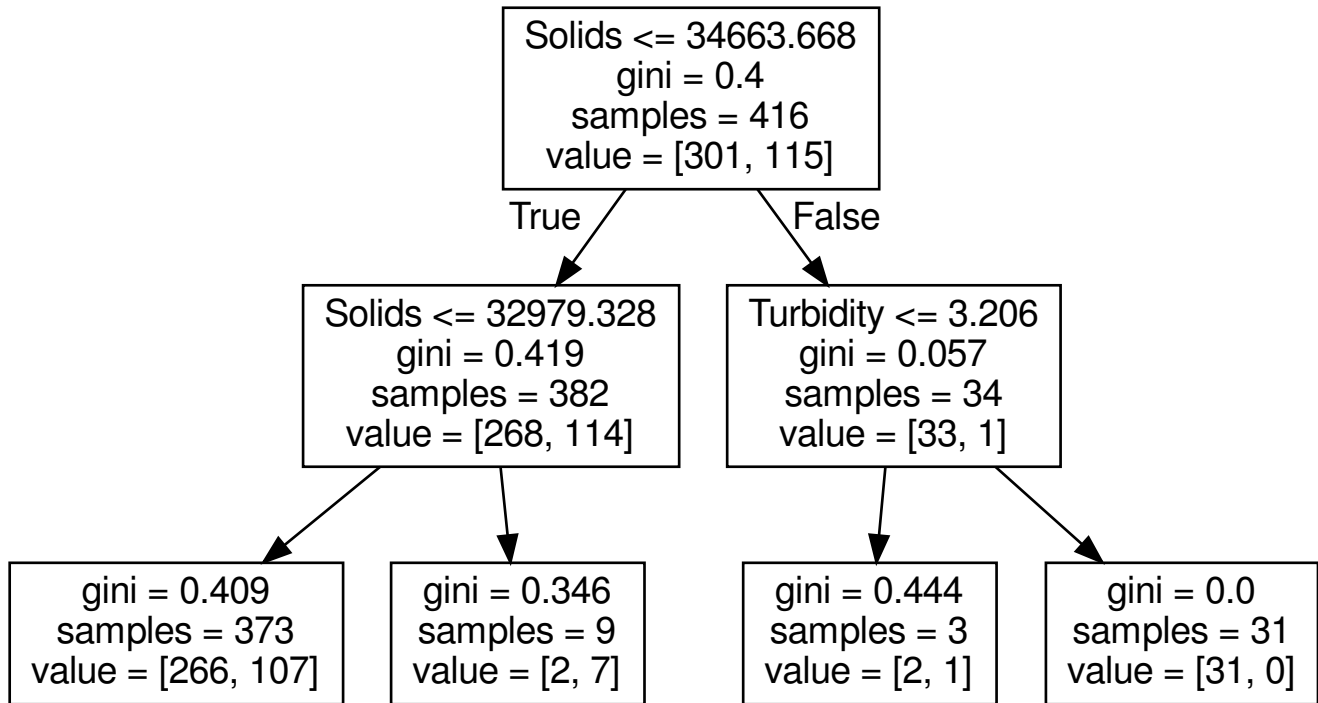 Solids <= 34663.668
gini = 0.4
samples = 416
value = [301, 115]
True
False
Solids <= 32979.328
gini = 0.419
samples = 382
value = [268, 114]
Turbidity <= 3.206
gini = 0.057
samples = 34
value = [33, 1]
gini = 0.409
samples = 373
value = [266, 107]
gini = 0.346
samples = 9
value = [2, 7]
gini = 0.444
samples = 3
value = [2, 1]
gini = 0.0
samples = 31
value = [31, 0]